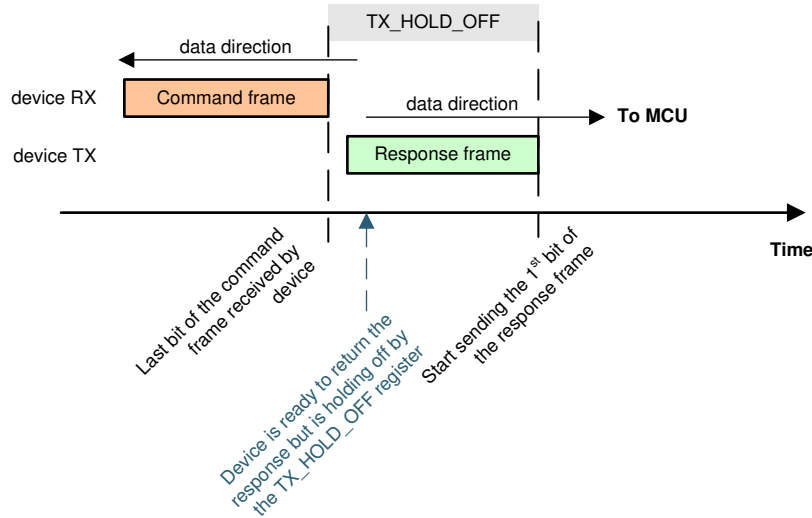 TX_HOLD_OFF
data direction
device RX
Command frame
data direction
To MCU
device TX
Response frame
Time
Last bit of the command
frame received by
device
Device is ready to return the
response but is holding off by
the TX_HOLD_OFF register
Start sending the 1st bit of
the response frame